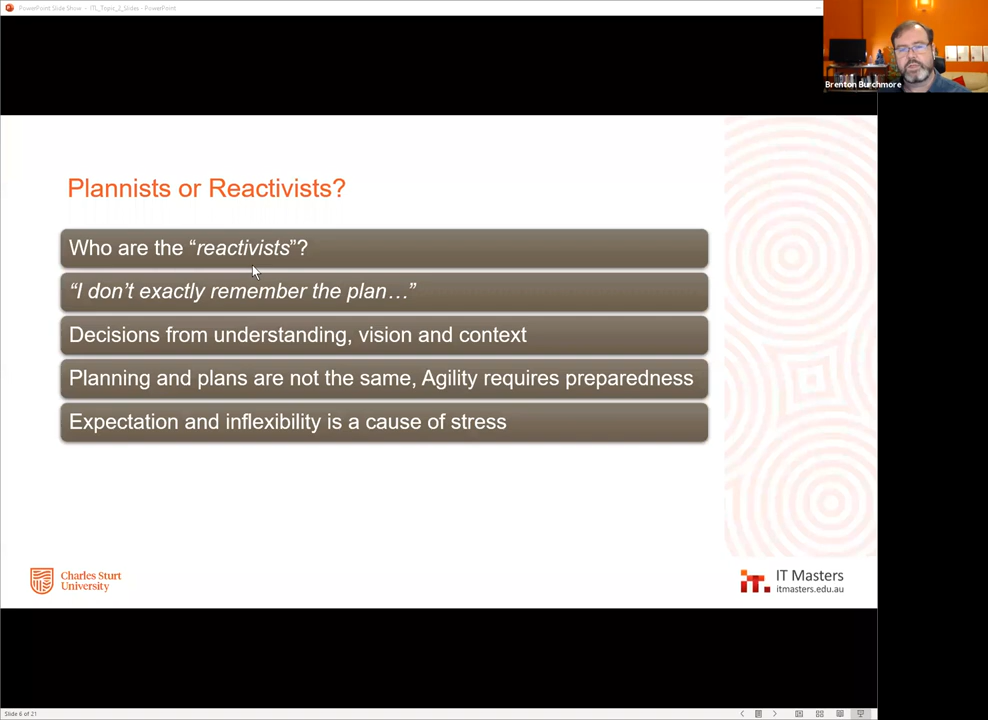 PowerPoint Slide Show - ITL_Topic_2_Slides - PowerPoint
Brenton Burchmore
Plannists or Reactivists?
Who are the “reactivists”?
“I don’t exactly remember the plan…”
Decisions from understanding, vision and context
Planning and plans are not the same, Agility requires preparedness
Expectation and inflexibility is a cause of stress
Charles Sturt
University
IT Masters
itmasters.edu.au
Slide 6 of 21